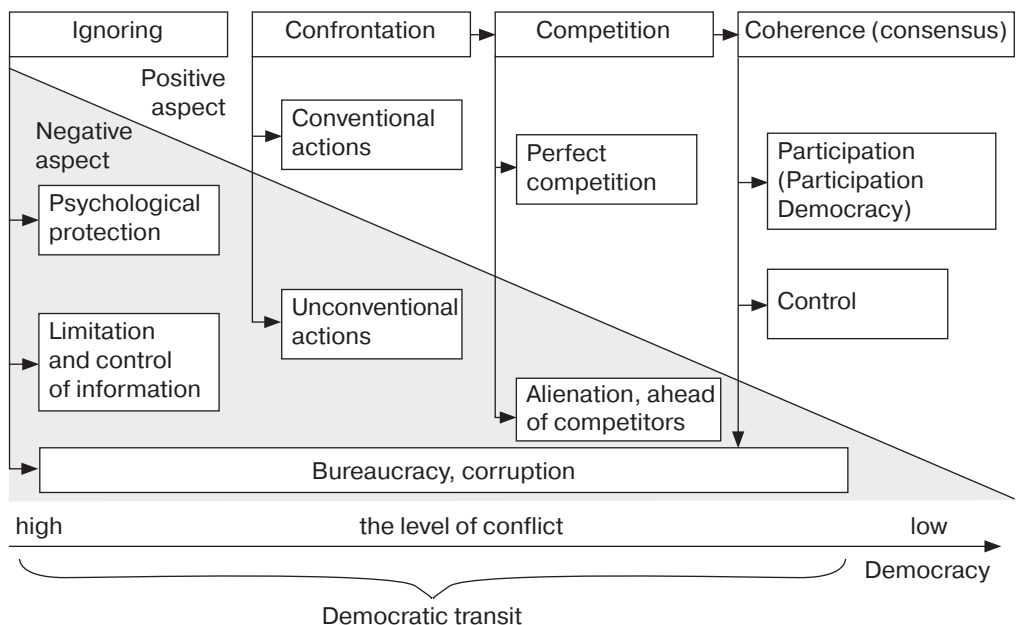 Ignoring
Confrontation
Competition
Coherence (consensus)
Positive
aspect
Negative
aspect
Psychological
protection
Limitation
and control
of information
Conventional
actions
Unconventional
actions
Perfect
competition
Alienation, ahead
of competitors
Participation
(Participation
Democracy)
Control
Bureaucracy, corruption
high
the level of conflict
low
Democracy
Democratic transit